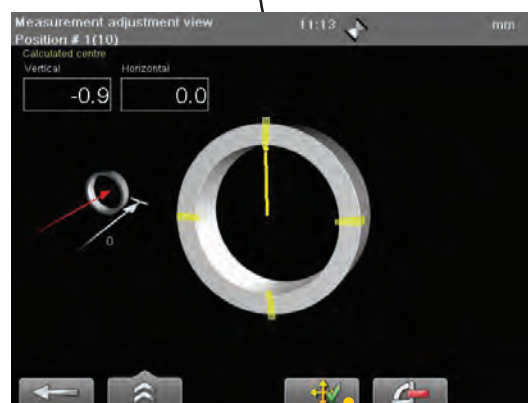 Measurement adjustment view 11:13 mm
Position # 1(10)
Calculated centre
Vertical Horizontal
-0.9 0.0
0